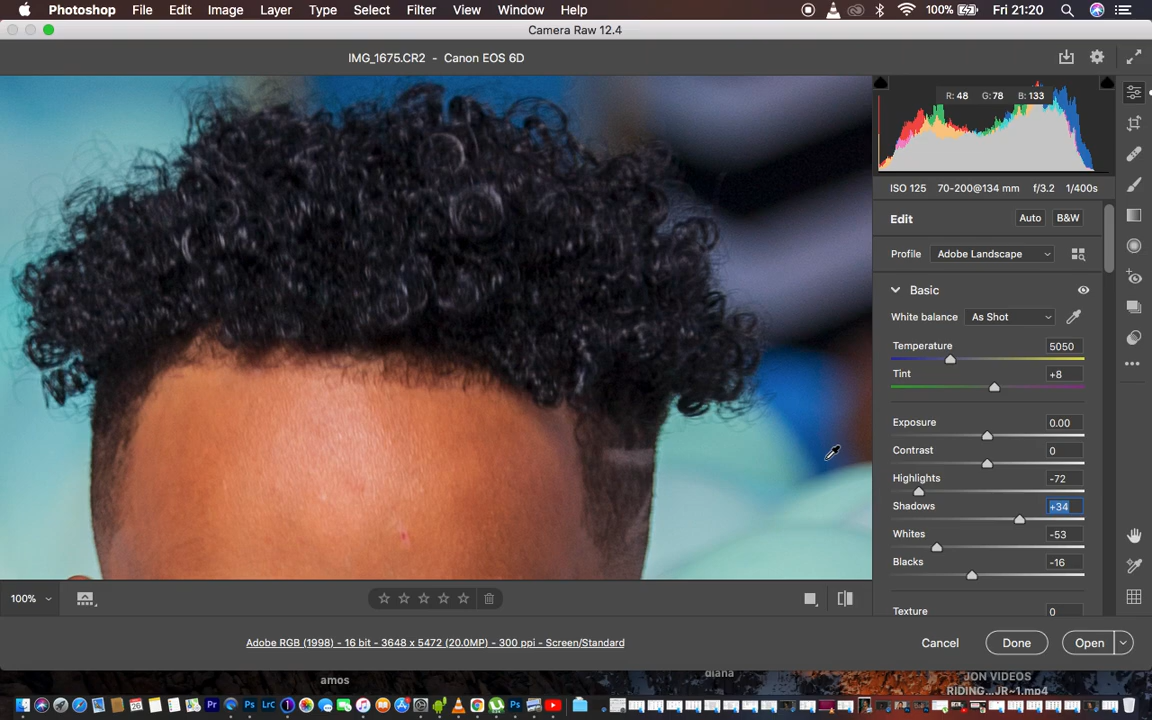 Photoshop File Edit Image Layer Type Select Filter View Window Help 100% Fri 21:20
Camera Raw 12.4
IMG_1675.CR2 - Canon EOS 6D
R: 48 G: 78 B: 133
ISO 125 70-200@134 mm f/3.2 1/400s
Edit Auto B&W
Profile Adobe Landscape
Basic
White balance As Shot
Temperature 5050
Tint +8
Exposure 0.00
Contrast 0
Highlights -72
Shadows +34
Whites -53
Blacks -16
Texture 0
100%
Adobe RGB (1998) - 16 bit - 3648 x 5472 (20.0MP) - 300 ppi - Screen/Standard
Cancel Done Open
amos
diana
JON VIDEOS
RIDING...JR~1.mp4
Pr Ps LrC Ps